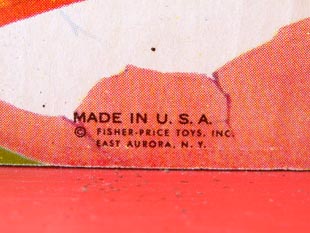 MADE IN U. S. A.
© FISHER-PRICE TOYS, INC.
EAST AURORA, N. Y.